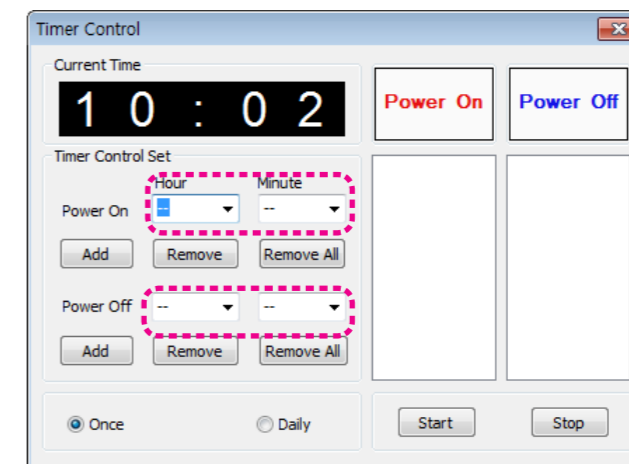 Timer Control
Current Time
10:02
Power On Power Off
Timer Control Set
Hour Minute
Power On -- --
Add Remove Remove All
Power Off -- --
Add Remove Remove All
Once Daily Start Stop